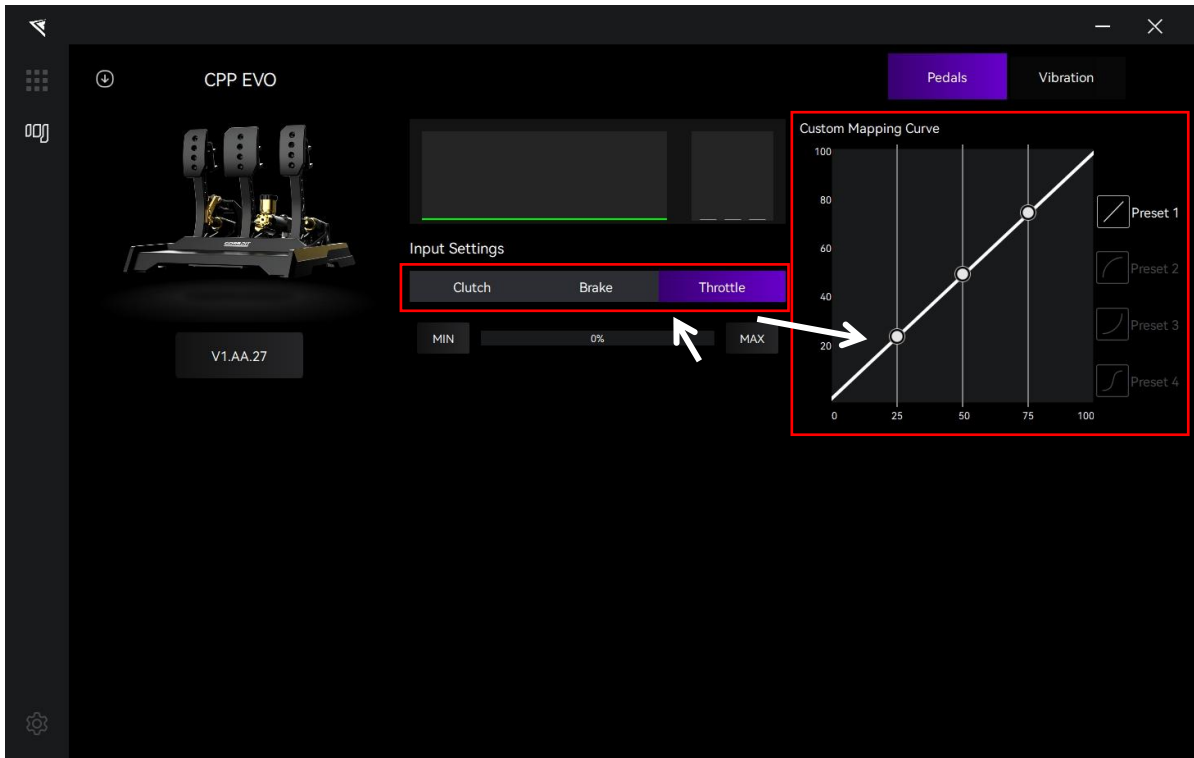 CPP EVO
Pedals
Vibration
Custom Mapping Curve
100
80
60
40
20
0
25
50
75
100
Preset 1
Preset 2
Preset 3
Preset 4
Input Settings
Clutch
Brake
Throttle
MIN
0%
MAX
V1.AA.27